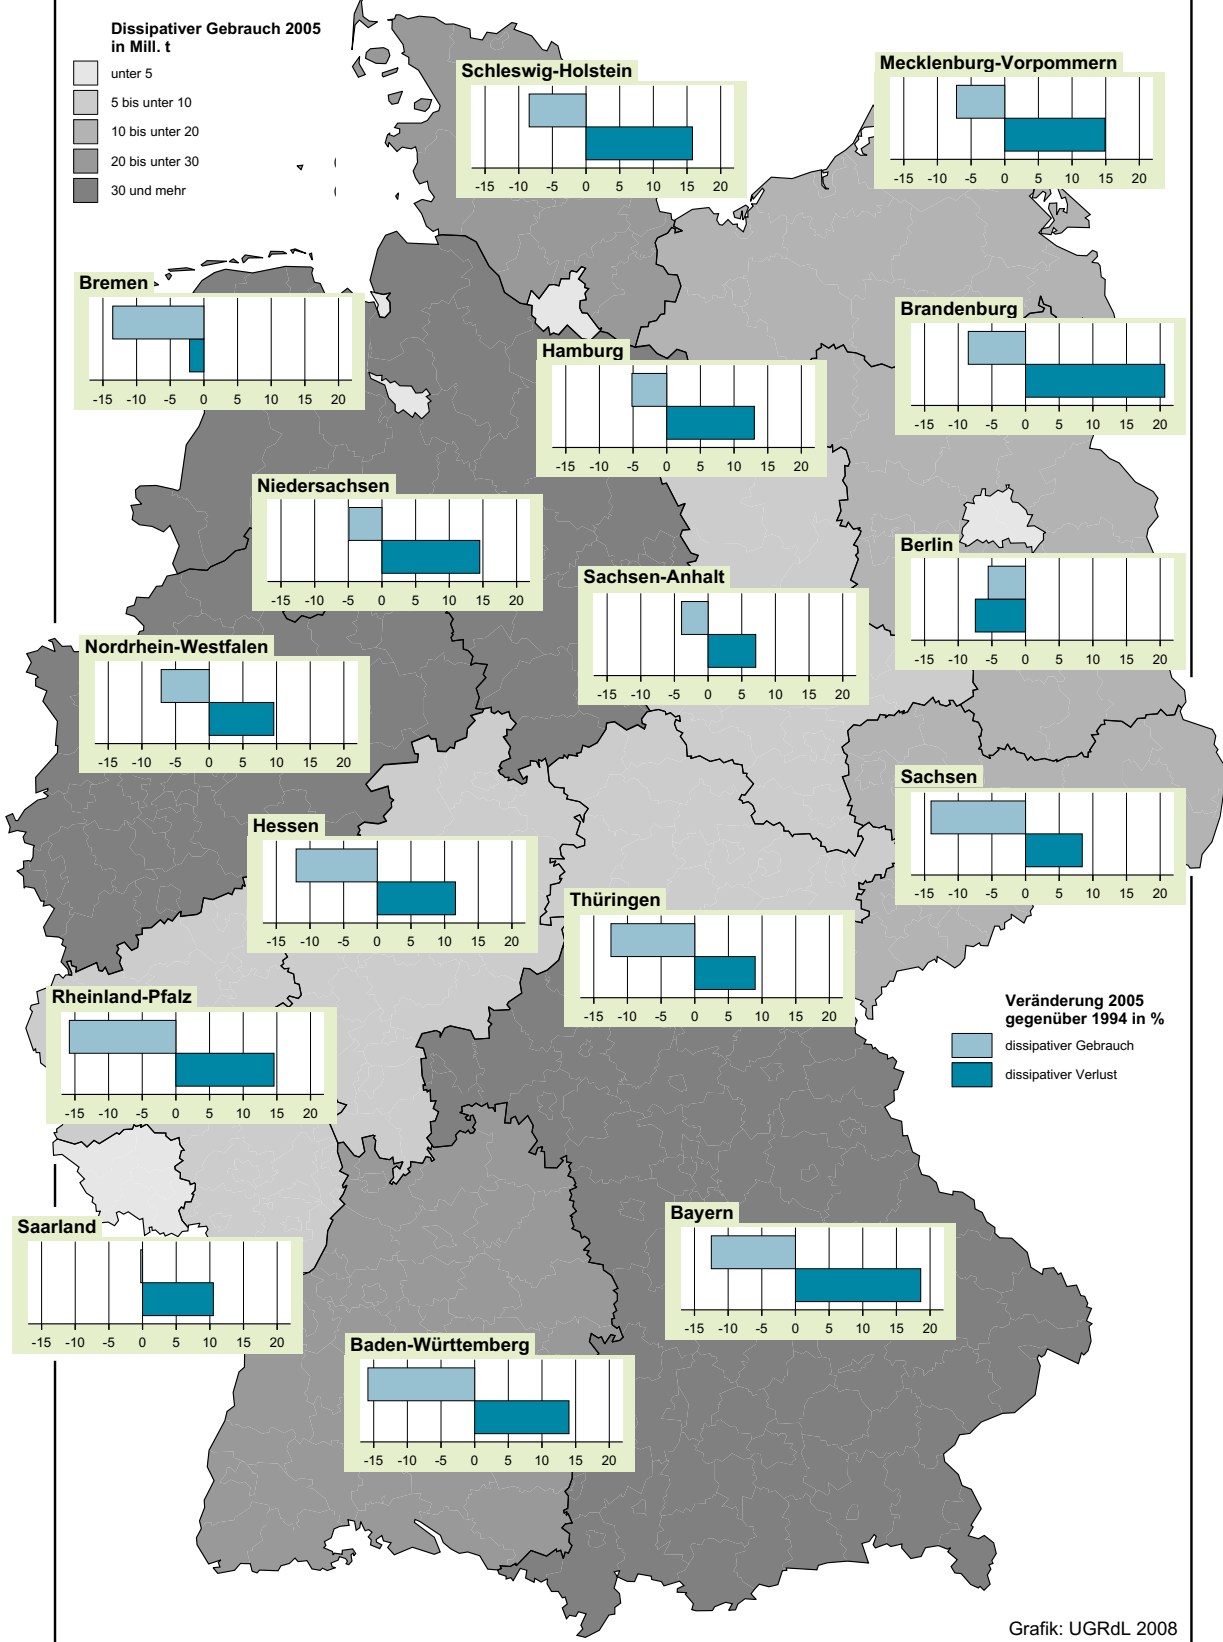 Dissipativer Gebrauch 2005
in Mill. t
unter 5
5 bis unter 10
10 bis unter 20
20 bis unter 30
30 und mehr
Schleswig-Holstein
-15 -10 -5 0 5 10 15 20
Mecklenburg-Vorpommern
-15 -10 -5 0 5 10 15 20
Bremen
-15 -10 -5 0 5 10 15 20
Brandenburg
-15 -10 -5 0 5 10 15 20
Hamburg
-15 -10 -5 0 5 10 15 20
Niedersachsen
-15 -10 -5 0 5 10 15 20
Berlin
-15 -10 -5 0 5 10 15 20
Sachsen-Anhalt
-15 -10 -5 0 5 10 15 20
Nordrhein-Westfalen
-15 -10 -5 0 5 10 15 20
Sachsen
-15 -10 -5 0 5 10 15 20
Hessen
-15 -10 -5 0 5 10 15 20
Thüringen
-15 -10 -5 0 5 10 15 20
Rheinland-Pfalz
-15 -10 -5 0 5 10 15 20
Veränderung 2005
gegenüber 1994 in %
dissipativer Gebrauch
dissipativer Verlust
Saarland
-15 -10 -5 0 5 10 15 20
Bayern
-15 -10 -5 0 5 10 15 20
Baden-Württemberg
-15 -10 -5 0 5 10 15 20
Grafik: UGRdL 2008